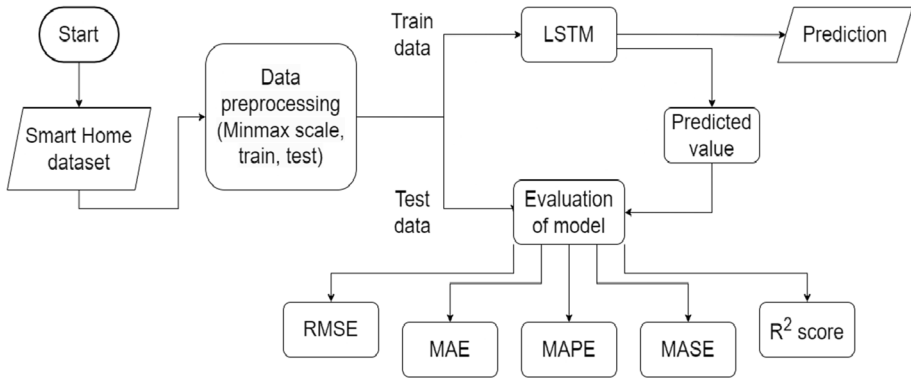 Start
Smart Home
dataset
Data
preprocessing
(Minmax scale,
train, test)
Train
data
LSTM
Prediction
Predicted
value
Test
data
Evaluation
of model
RMSE
MAE
MAPE
MASE
R² score